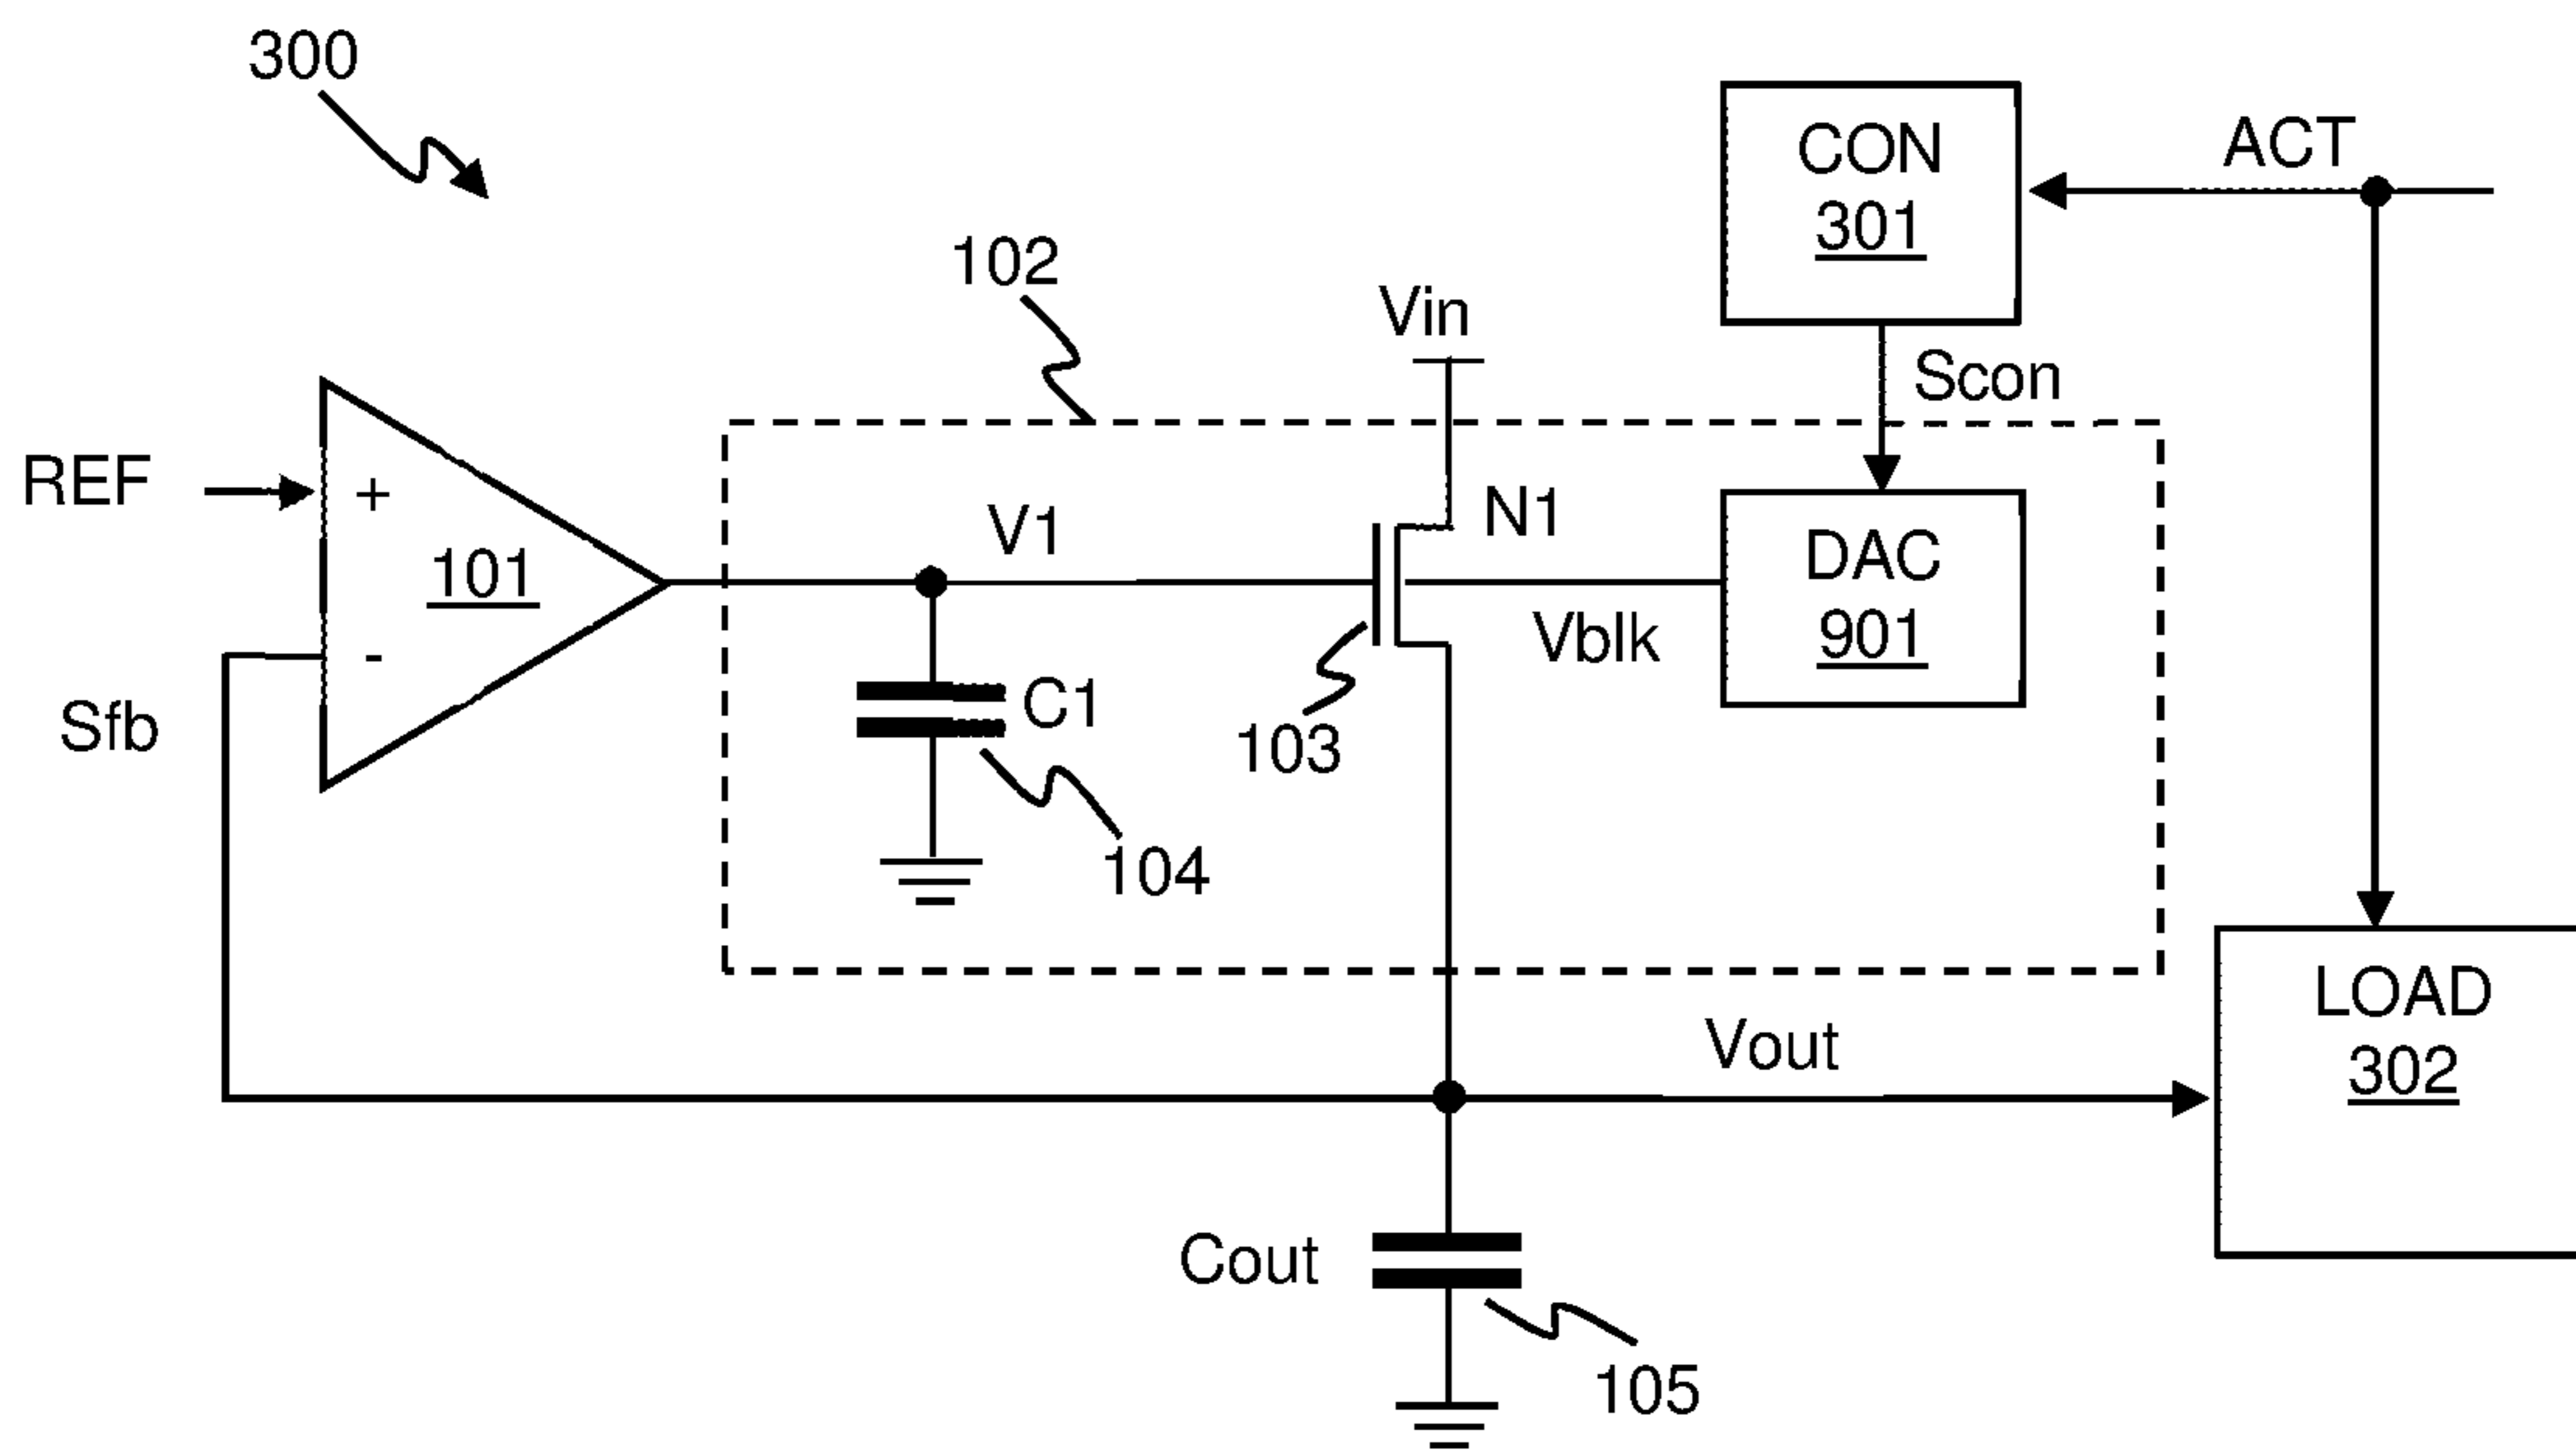 300
CON
301
ACT
102
Vin
Scon
REF
+
101
-
Sfb
V1
N1
DAC
901
Vblk
C1
103
104
LOAD
302
Vout
Cout
105